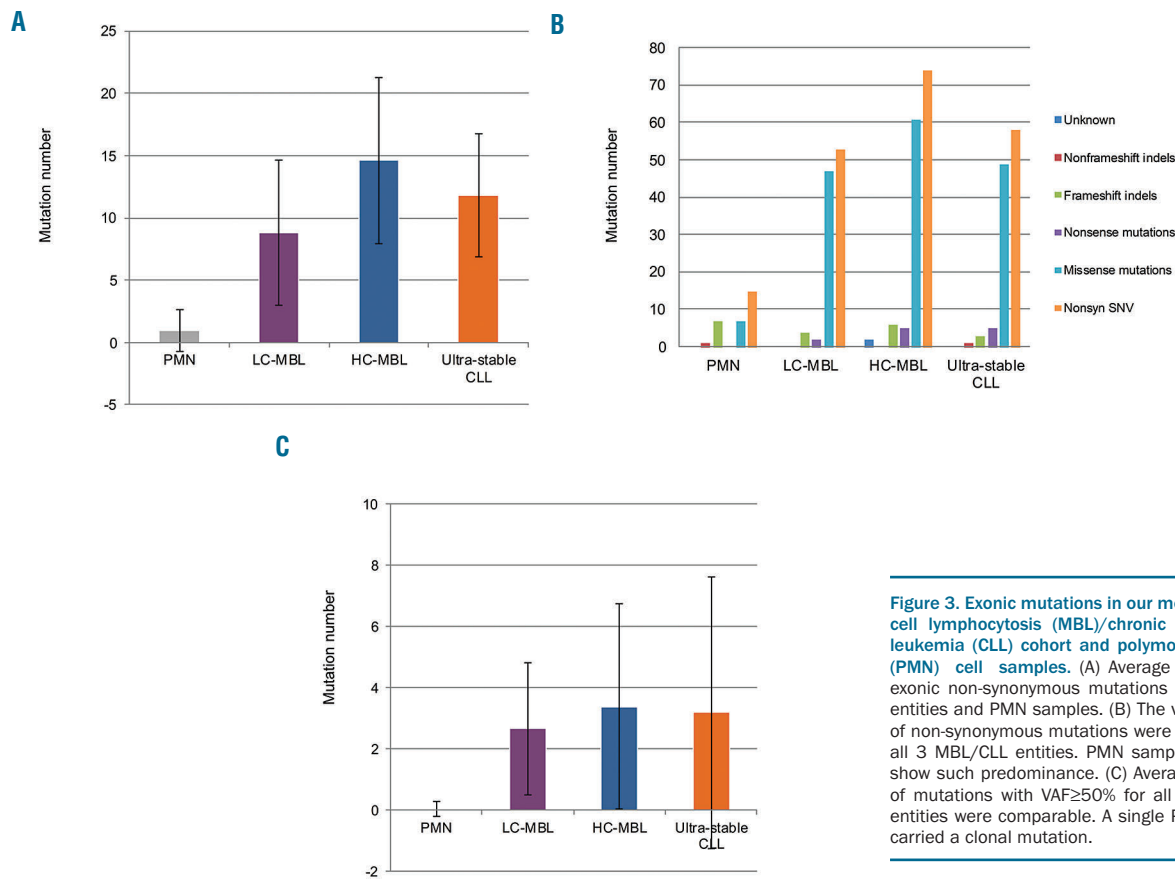 A
25
20
15
10
5
0
-5
Mutation number
PMN
LC-MBL
HC-MBL
Ultra-stable
CLL
B
80
70
60
50
40
30
20
10
0
Mutation number
PMN
LC-MBL
HC-MBL
Ultra-stable
CLL
Unknown
Nonframeshift indels
Frameshift indels
Nonsense mutations
Missense mutations
Nonsyn SNV
C
10
8
6
4
2
0
-2
Mutation number
PMN
LC-MBL
HC-MBL
Ultra-stable
CLL
Figure 3. Exonic mutations in our
cell lymphocytosis (MBL)/chronic
leukemia (CLL) cohort and
(PMN) cell samples. (A) Average
exonic non-synonymous mutations
entities and PMN samples. (B) The
of non-synonymous mutations were
all 3 MBL/CLL entities. PMN
show such predominance. (C)
of mutations with VAF≥50% for all
entities were comparable. A single
carried a clonal mutation.